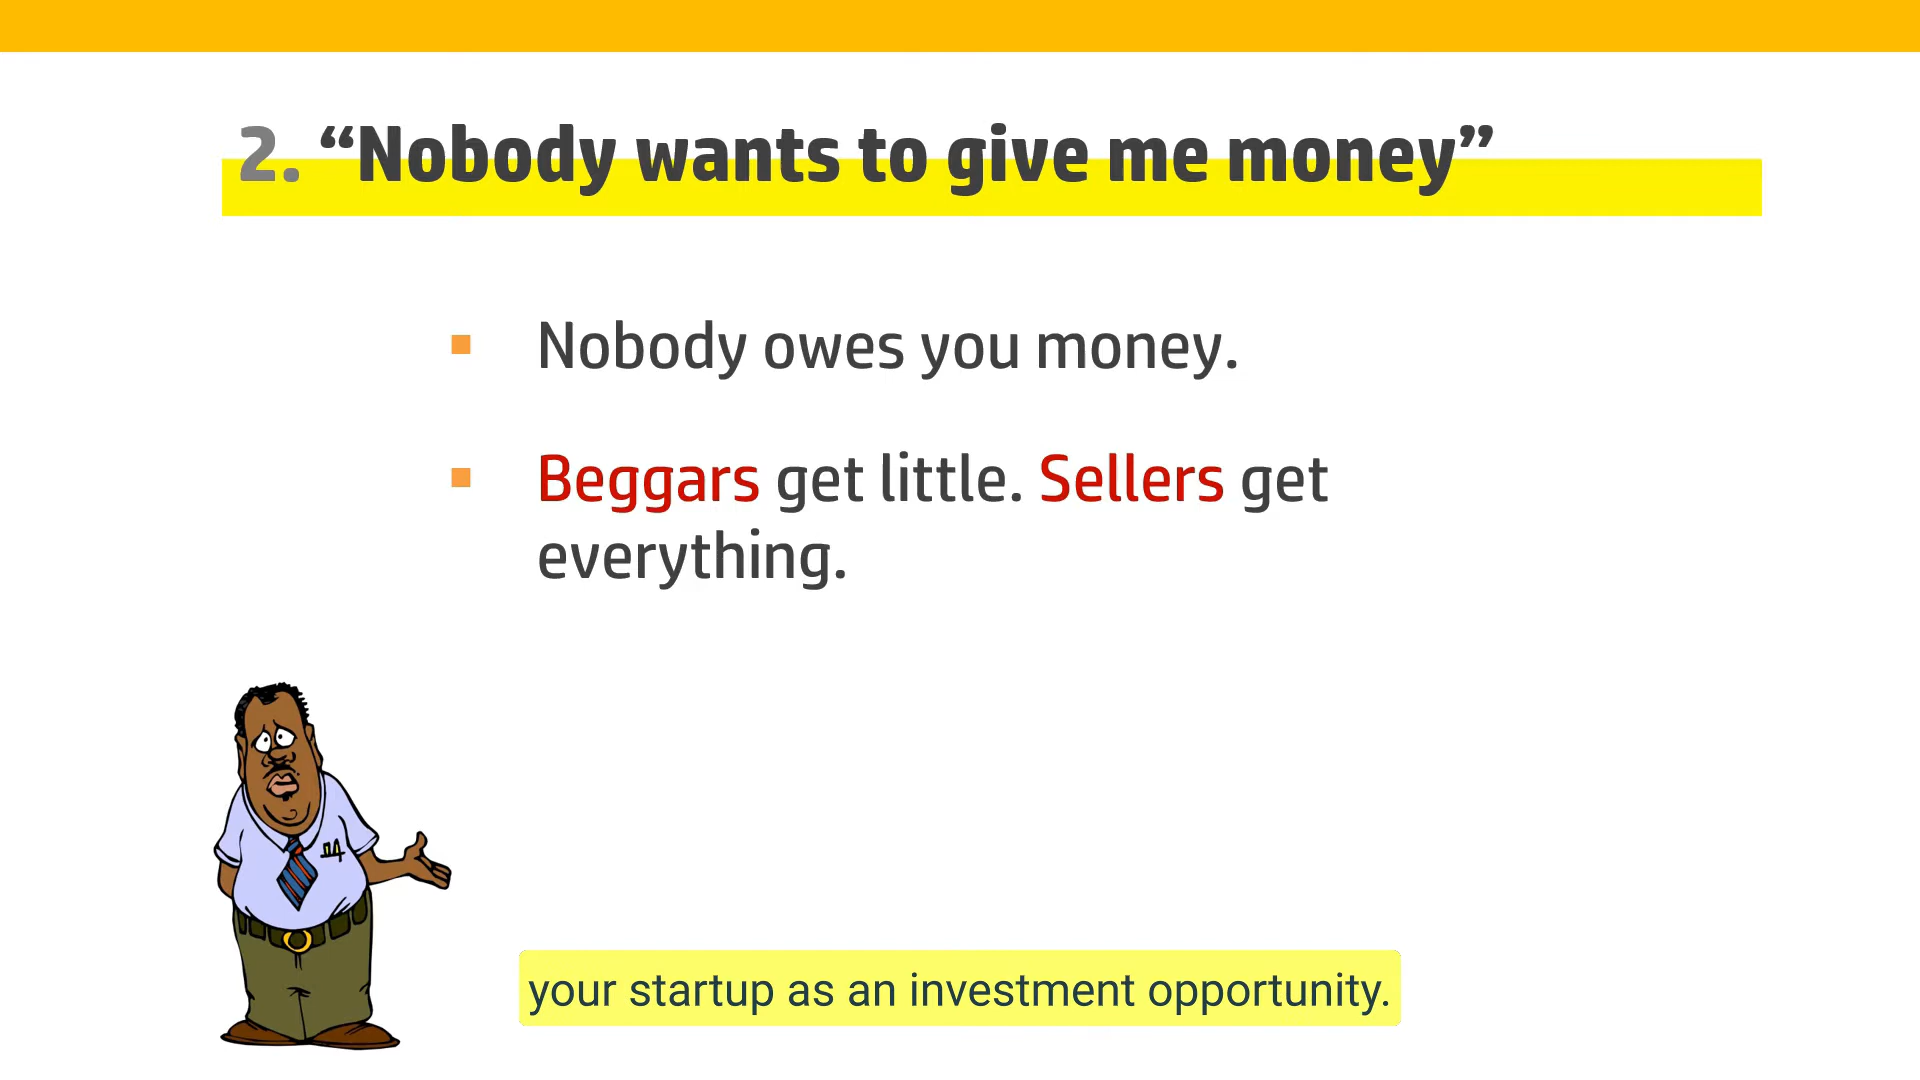 2. “Nobody wants to give me money”
Nobody owes you money.
Beggars get little. Sellers get
everything.
your startup as an investment opportunity.